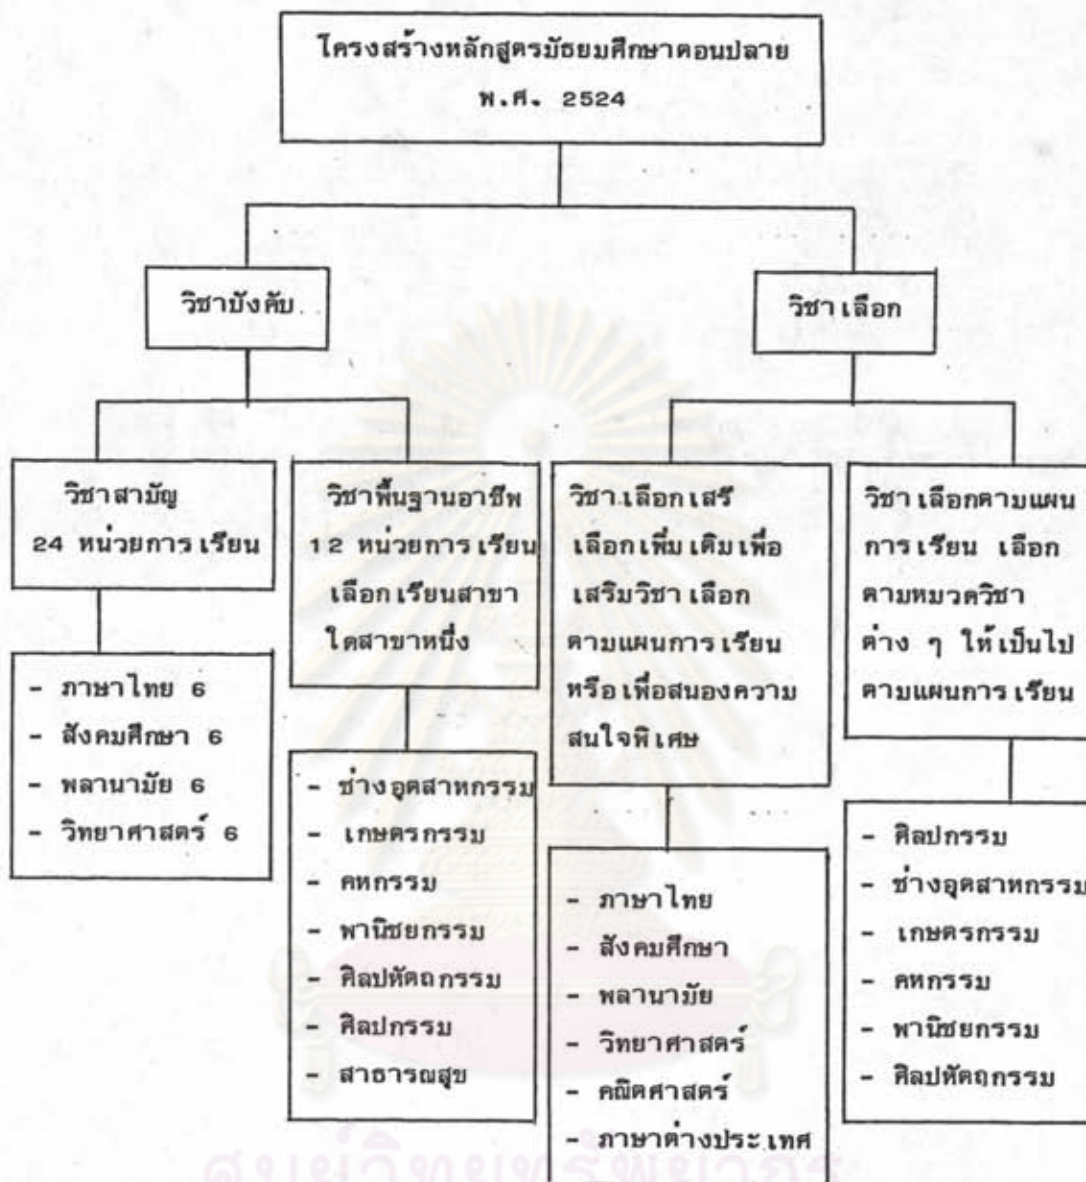 โครงสร้างหลักสูตรมัธยมศึกษาตอนปลาย
พ.ศ. 2524
วิชาบังคับ
วิชาเลือก
วิชาสามัญ
24 หน่วยการเรียน
- ภาษาไทย 6
- สังคมศึกษา 6
- พลานามัย 6
- วิทยาศาสตร์ 6
วิชาพื้นฐานอาชีพ
12 หน่วยการเรียน
เลือกเรียนสาขา
ใดสาขาหนึ่ง
- ช่างอุตสาหกรรม
- เกษตรกรรม
- คหกรรม
- พานิชยกรรม
- ศิลปหัตถกรรม
- ศิลปกรรม
- สาธารณสุข
วิชาเลือกเสรี
เลือกเพิ่มเติมเพื่อ
เสริมวิชาเลือก
ตามแผนการเรียน
หรือเพื่อสนองความ
สนใจพิเศษ
- ภาษาไทย
- สังคมศึกษา
- พลานามัย
- วิทยาศาสตร์
- คณิตศาสตร์
- ภาษาต่างประเทศ
วิชาเลือกตามแผน
การเรียน เลือก
ตามหมวดวิชา
ต่าง ๆ ให้เป็นไป
ตามแผนการเรียน
- ศิลปกรรม
- ช่างอุตสาหกรรม
- เกษตรกรรม
- คหกรรม
- พานิชยกรรม
- ศิลปหัตถกรรม
ศูนย์วิทยทรัพยากร